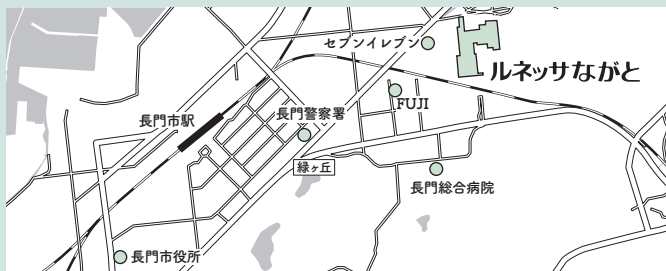 セブンイレブン
ルネッサながと
FUJI
長門市駅
長門警察署
緑ヶ丘
長門総合病院
長門市役所